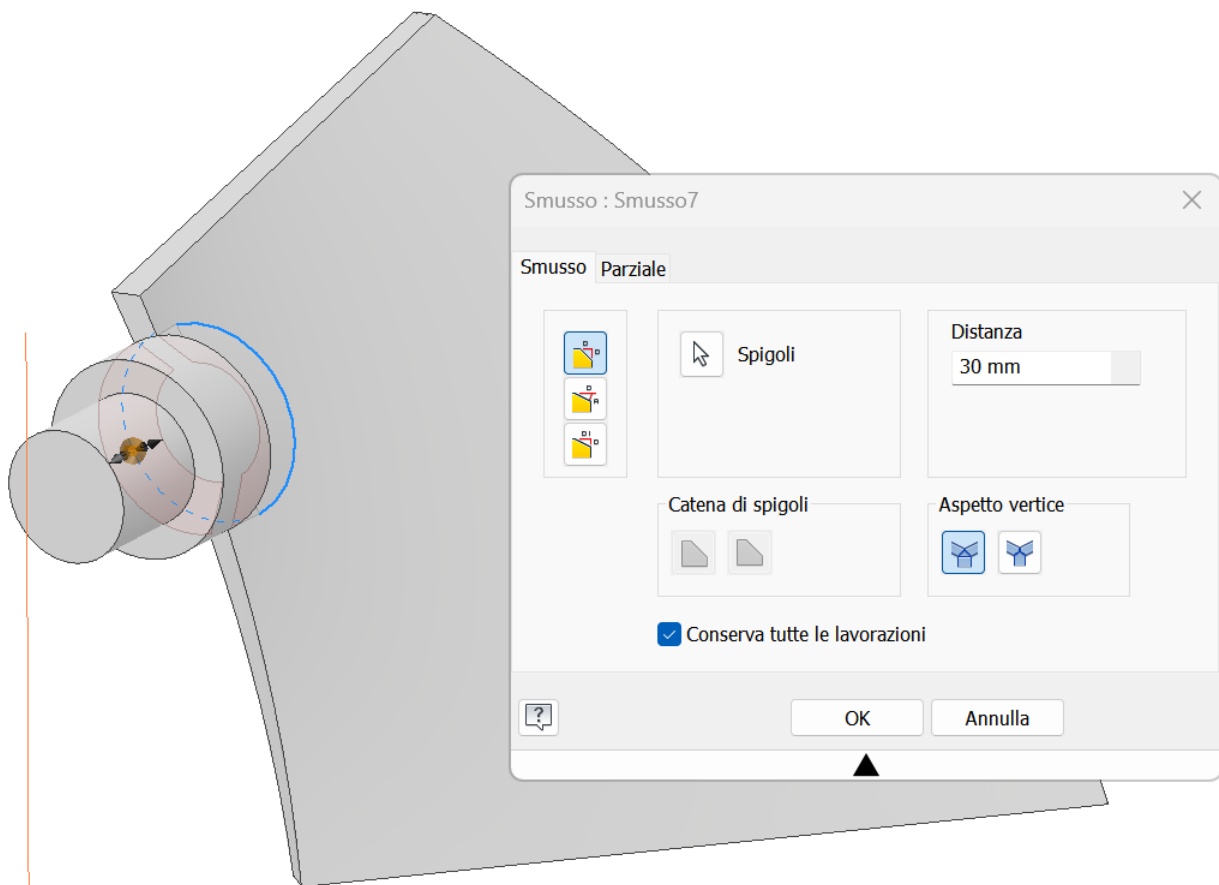 Smusso : Smusso7
Smusso
Parziale
Spigoli
Distanza
30 mm
Catena di spigoli
Aspetto vertice
Conserva tutte le lavorazioni
?
OK
Annulla